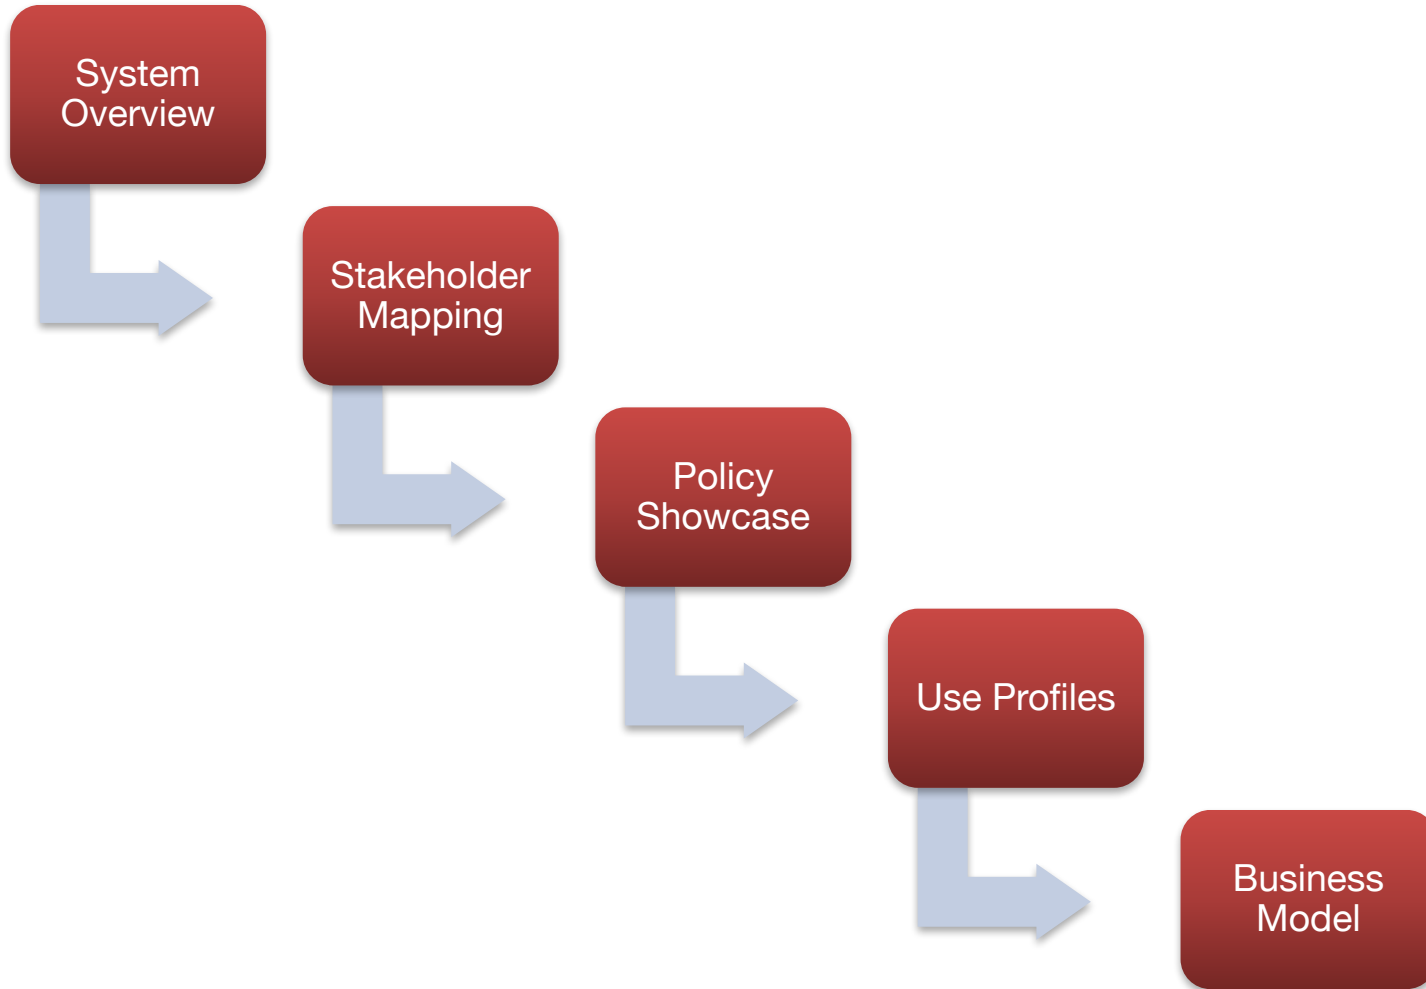 System
Overview
Stakeholder
Mapping
Policy
Showcase
Use Profiles
Business
Model